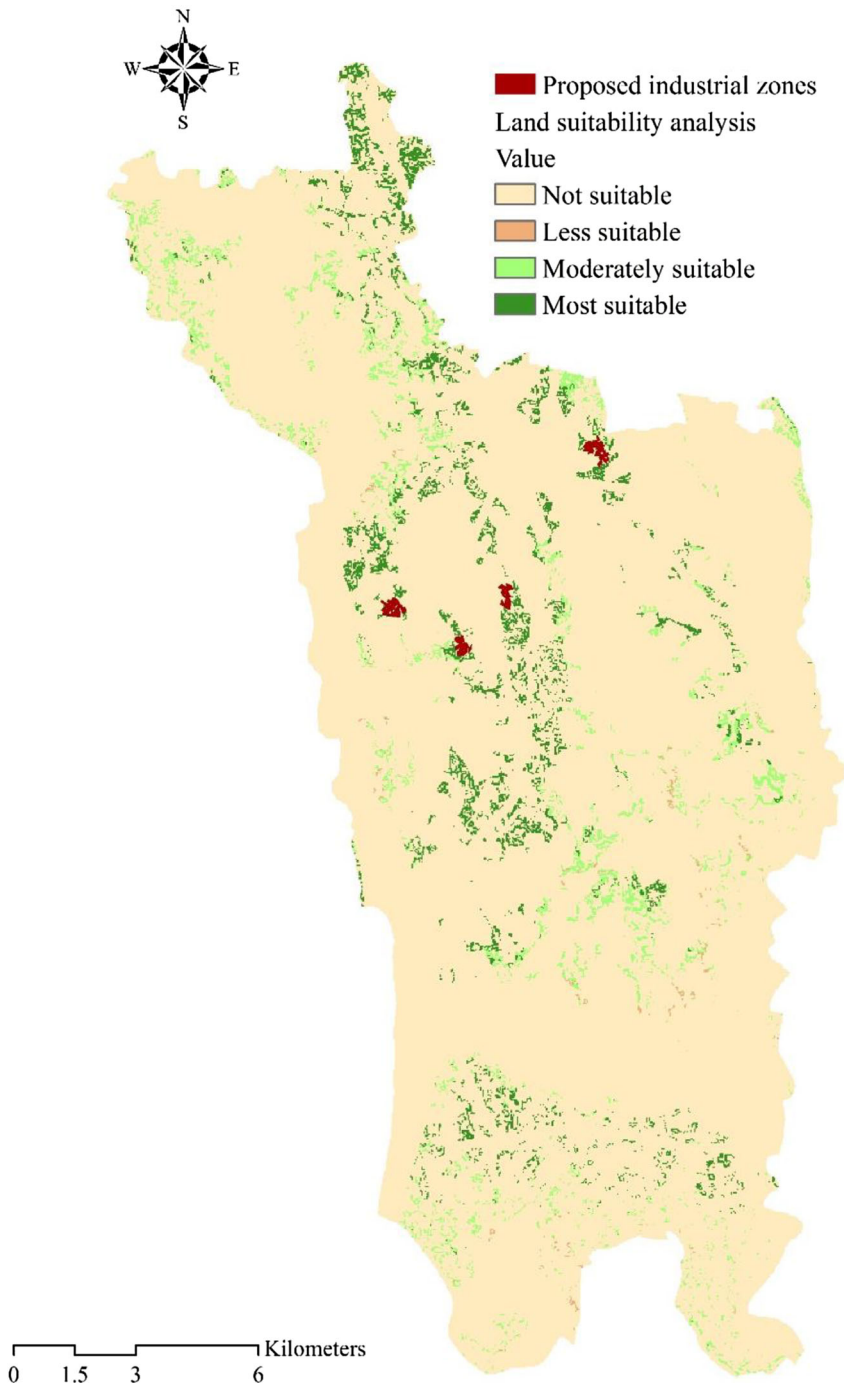 N
W E
S
Proposed industrial zones
Land suitability analysis
Value
Not suitable
Less suitable
Moderately suitable
Most suitable
Kilometers
0 1.5 3 6